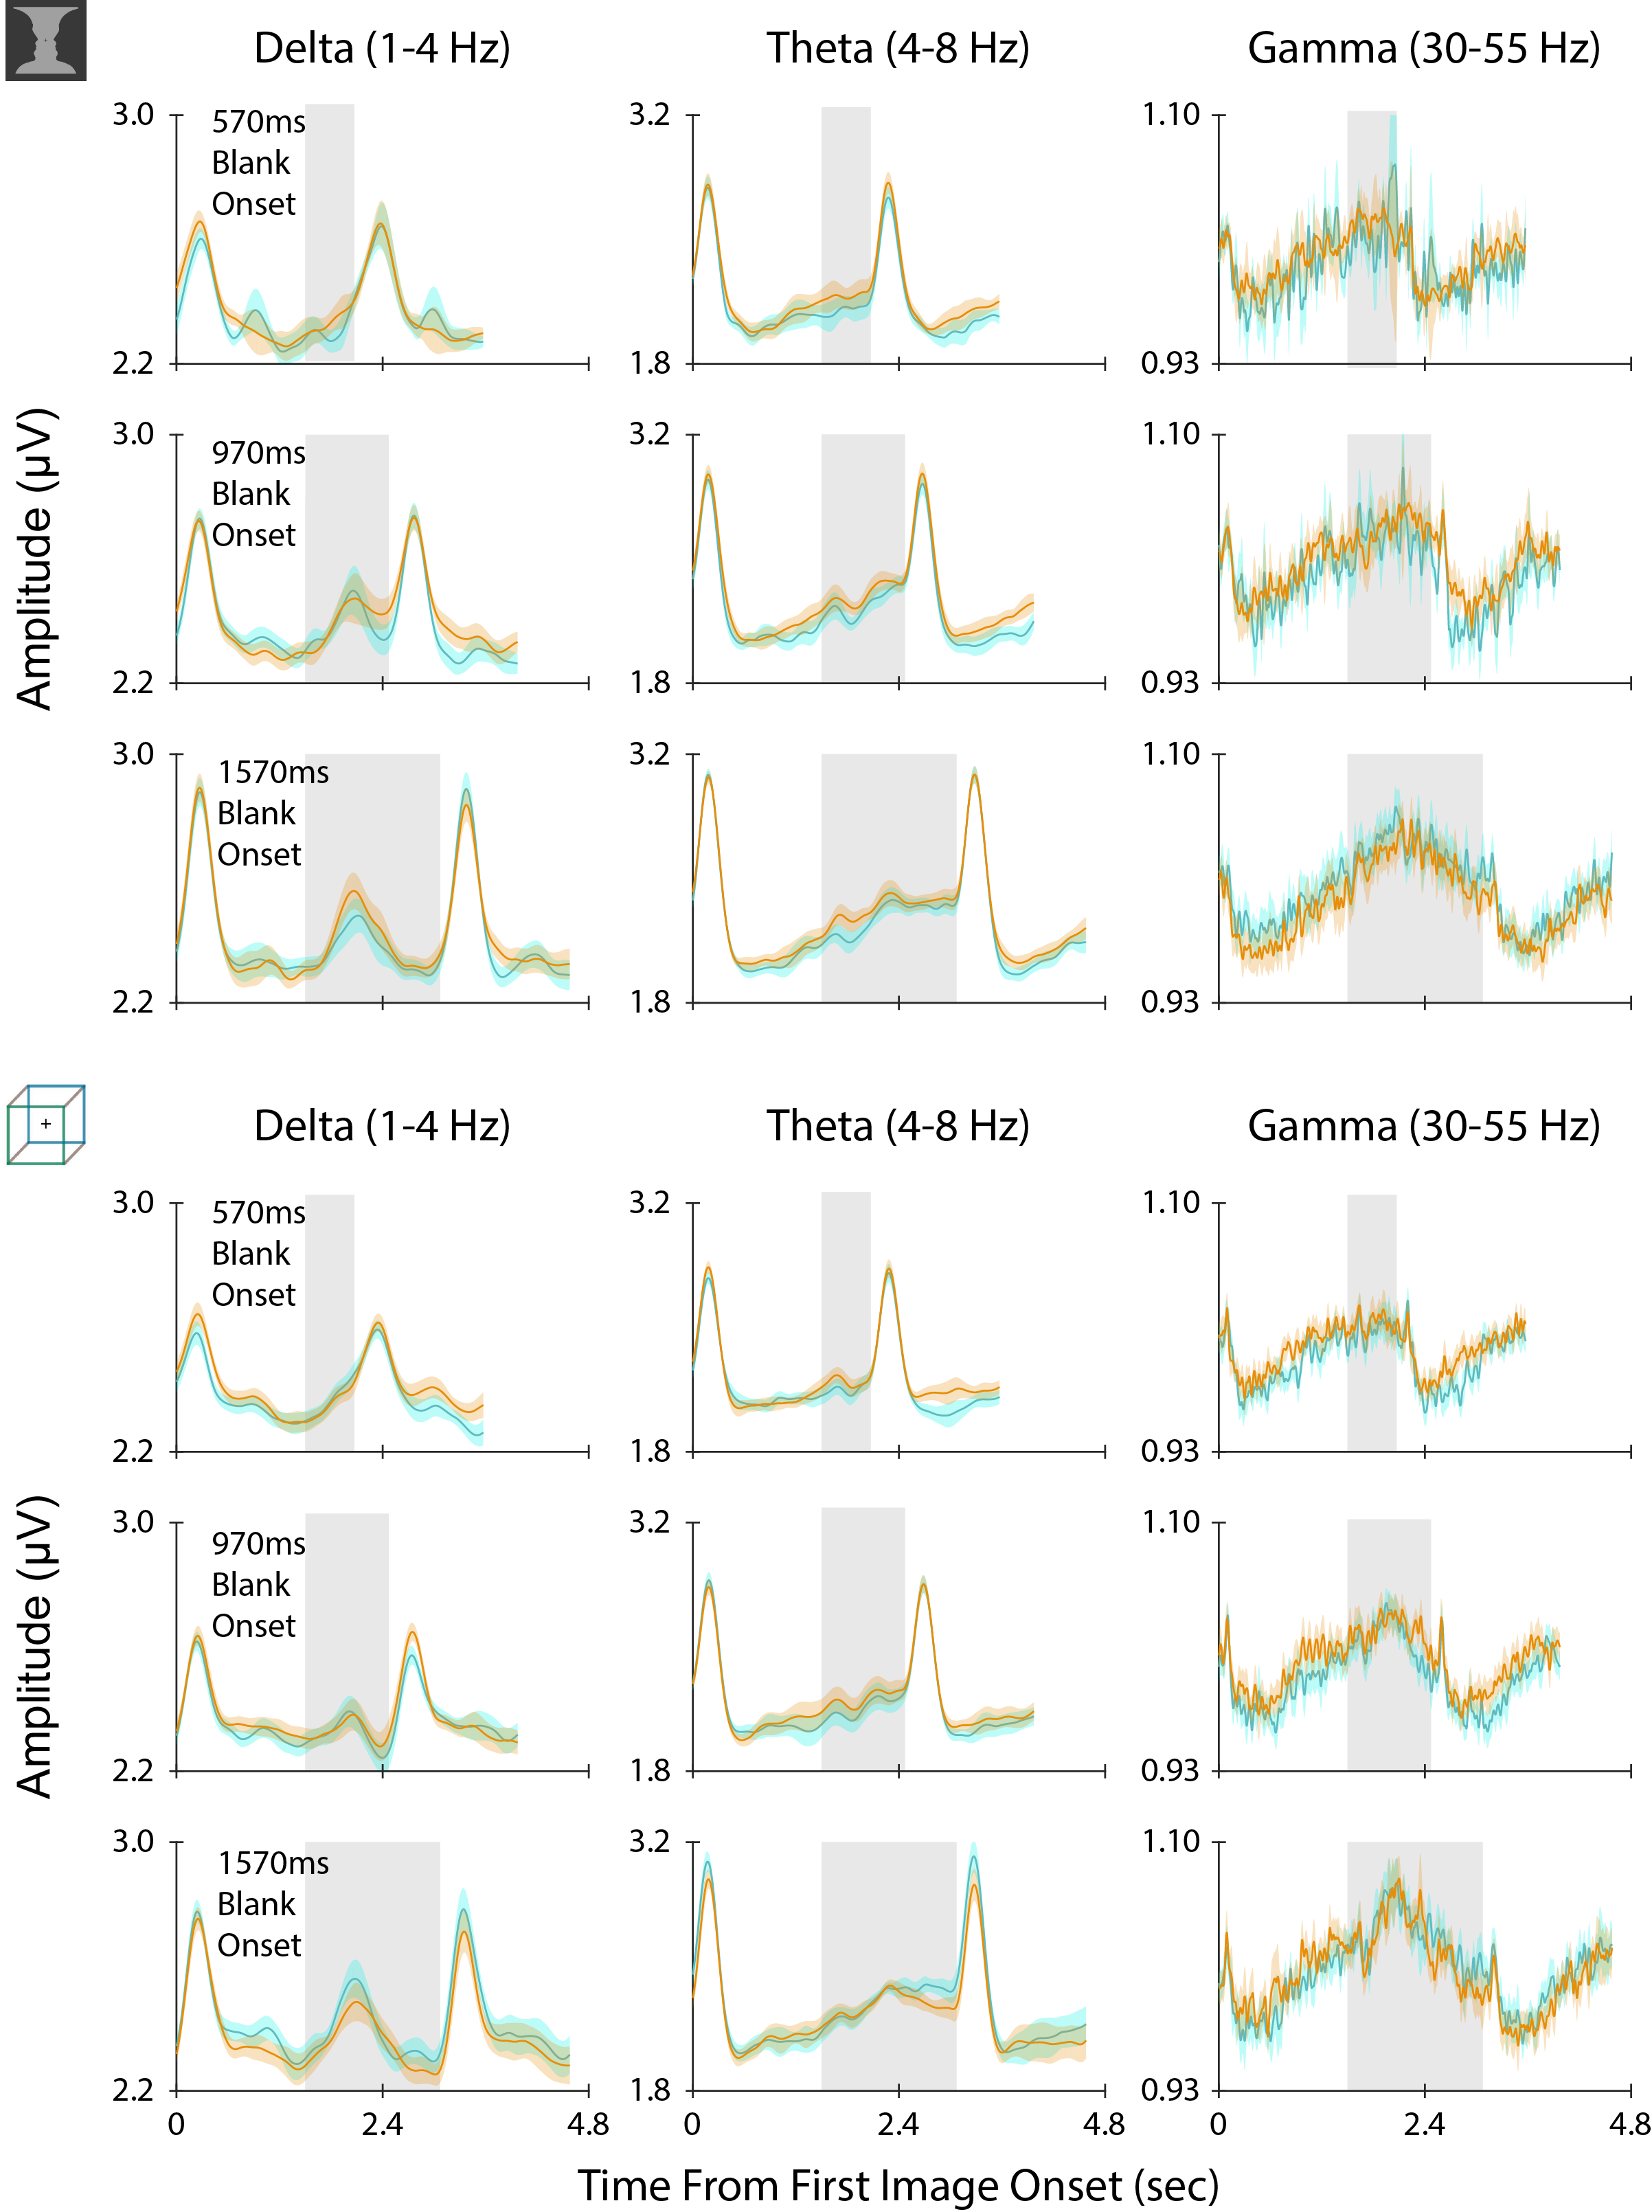 Delta (1-4 Hz)
Theta (4-8 Hz)
Gamma (30-55 Hz)
Amplitude (µV)
3.0
570ms
Blank
Onset
2.2
3.2
1.8
1.10
0.93
3.0
970ms
Blank
Onset
2.2
3.2
1.8
1.10
0.93
3.0
1570ms
Blank
Onset
2.2
3.2
1.8
1.10
0.93
+
Delta (1-4 Hz)
Theta (4-8 Hz)
Gamma (30-55 Hz)
Amplitude (µV)
3.0
570ms
Blank
Onset
2.2
3.2
1.8
1.10
0.93
3.0
970ms
Blank
Onset
2.2
3.2
1.8
1.10
0.93
3.0
1570ms
Blank
Onset
2.2
3.2
1.8
1.10
0.93
0 2.4 4.8
0 2.4 4.8
0 2.4 4.8
Time From First Image Onset (sec)